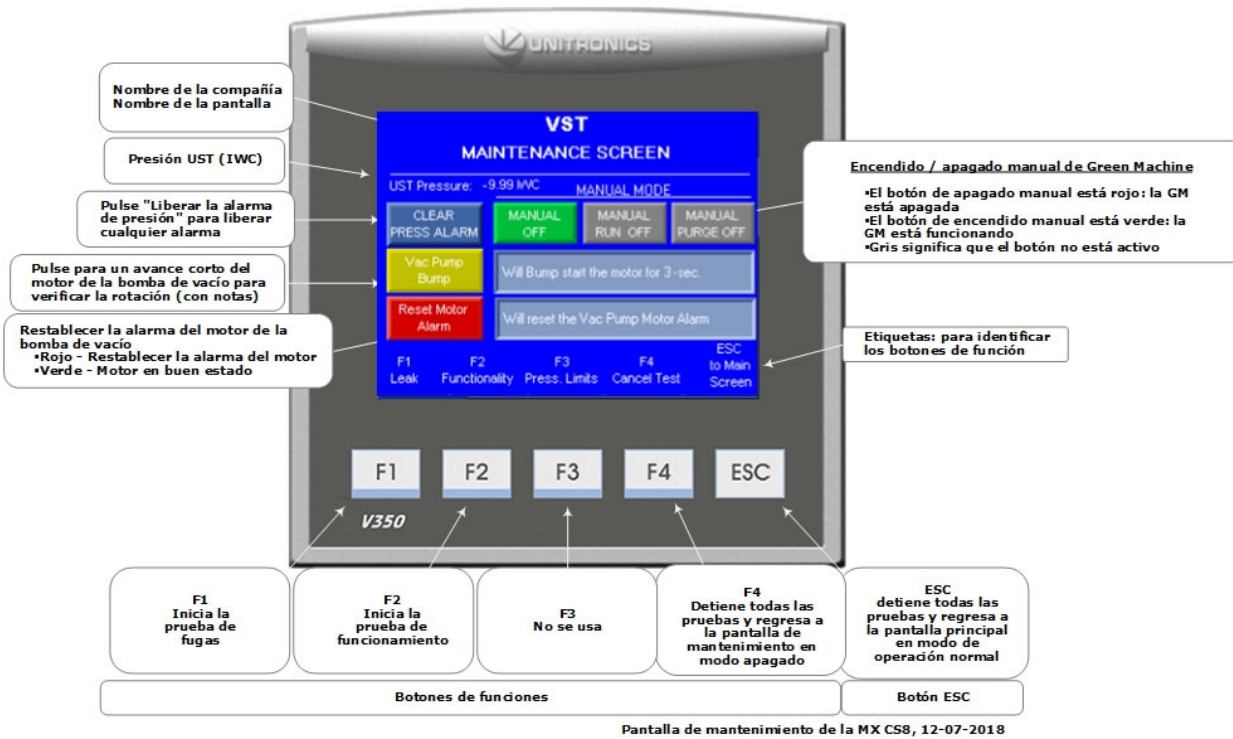 UNITRONICS
Nombre de la compañía
Nombre de la pantalla
Presión UST (IWC)
Pulse "Liberar la alarma
de presión" para liberar
cualquier alarma
Pulse para un avance corto del
motor de la bomba de vacío para
verificar la rotación (con notas)
Restablecer la alarma del motor de la
bomba de vacío
▪Rojo - Restablecer la alarma del motor
▪Verde - Motor en buen estado
VST
MAINTENANCE SCREEN
UST Pressure: -9.99 IWC
MANUAL MODE
CLEAR
PRESS ALARM
MANUAL
OFF
MANUAL
RUN OFF
MANUAL
PURGE OFF
Vac Pump
Bump
Will Bump start the motor for 3-sec.
Reset Motor
Alarm
Will reset the Vac Pump Motor Alarm
F1
Leak
F2
Functionality
F3
Press. Limits
F4
Cancel Test
ESC
to Main
Screen
Encendido / apagado manual de Green Machine
▪El botón de apagado manual está rojo: la GM
está apagada
▪El botón de encendido manual está verde: la
GM está funcionando
▪Gris significa que el botón no está activo
Etiquetas: para identificar
los botones de función
F1
F2
F3
F4
ESC
V350
F1
Inicia la
prueba de
fugas
F2
Inicia la
prueba de
funcionamiento
F3
No se usa
F4
Detiene todas las
pruebas y regresa a
la pantalla de
mantenimiento en
modo apagado
ESC
detiene todas las
pruebas y regresa a
la pantalla principal
en modo de
operación normal
Botones de funciones
Botón ESC
Pantalla de mantenimiento de la MX CS8, 12-07-2018